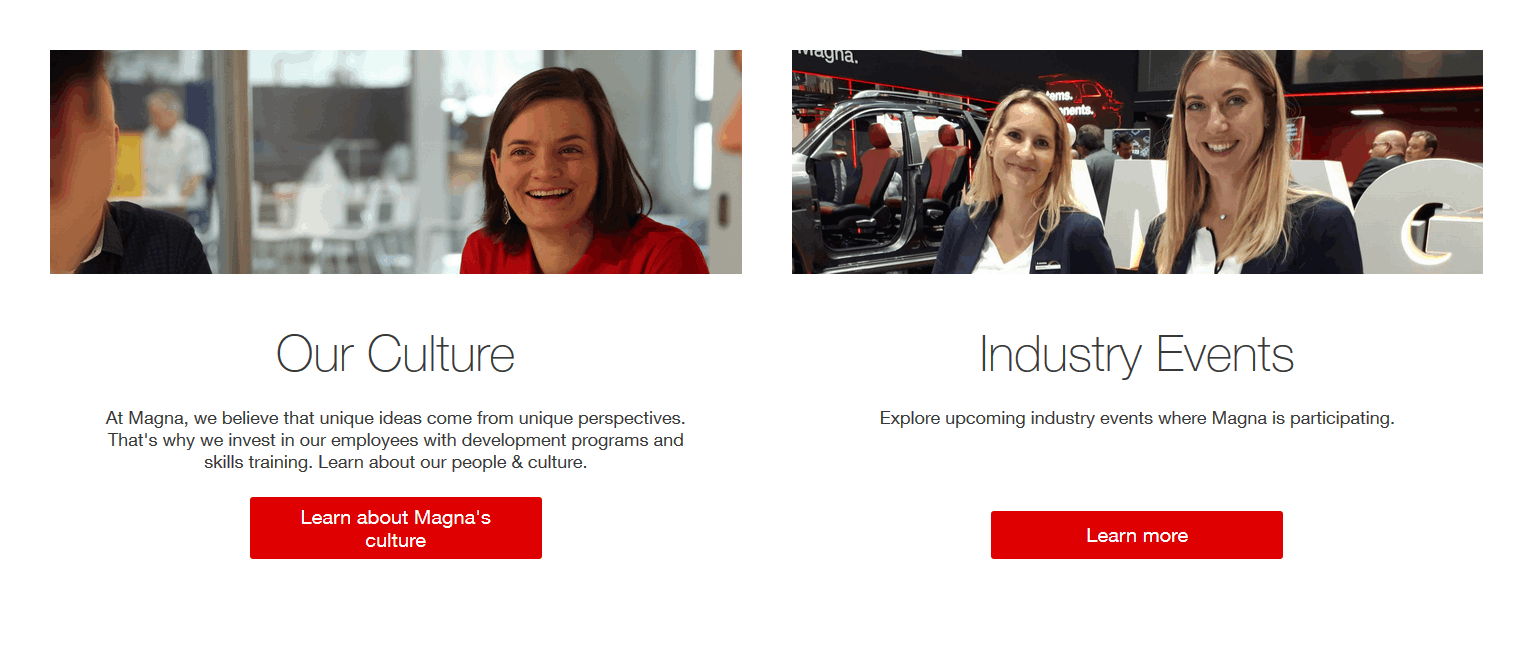 Magna.
Our Culture
At Magna, we believe that unique ideas come from unique perspectives.
That's why we invest in our employees with development programs and
skills training. Learn about our people & culture.
Learn about Magna's
culture
Industry Events
Explore upcoming industry events where Magna is participating.
Learn more